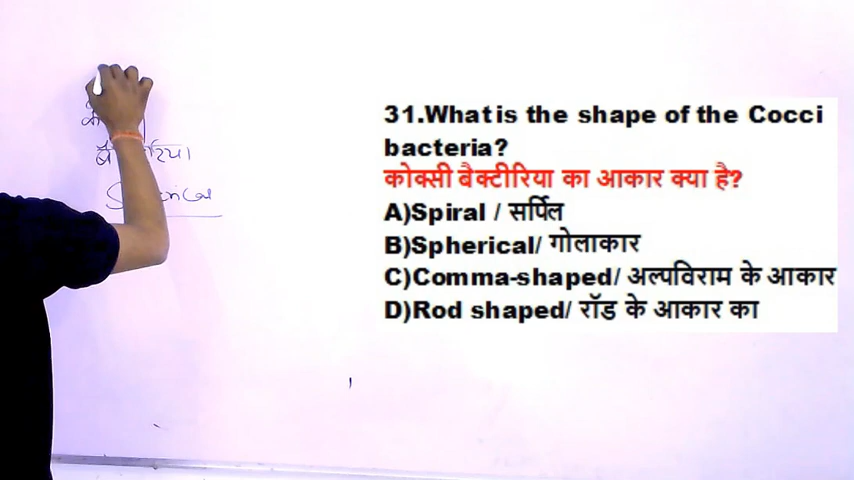 31.What is the shape of the Cocci
bacteria?
कोक्सी बैक्टीरिया का आकार क्या है?
A)Spiral / सर्पिल
B)Spherical/ गोलाकार
C)Comma-shaped/ अल्पविराम के आकार
D)Rod shaped/ रॉड के आकार का